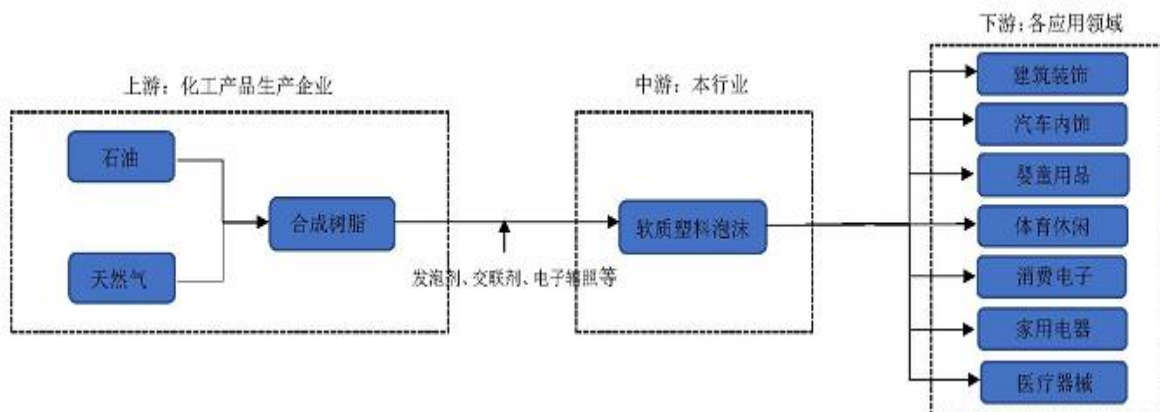 下游：各应用领域
上游：化工产品生产企业
中游：本行业
石油
天然气
合成树脂
发泡剂、交联剂、电子辐照等
软质塑料泡沫
建筑装饰
汽车内饰
婴童用品
体育休闲
消费电子
家用电器
医疗器械